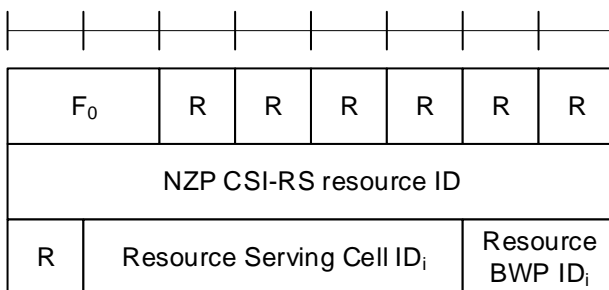 F₀ R R R R R R
NZP CSI-RS resource ID
R Resource Serving Cell IDᵢ Resource
BWP IDᵢ